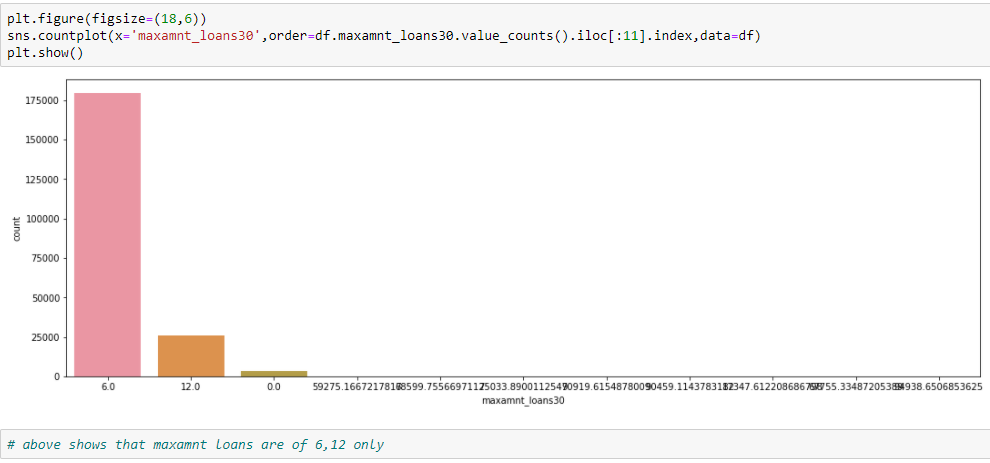 plt.figure(figsize=(18,6))
sns.countplot(x='maxamnt_loans30',order=df.maxamnt_loans30.value_counts().iloc[:11].index,data=df)
plt.show()
175000
150000
125000
100000
count
75000
50000
25000
0
6.0 12.0 0.0
maxamnt_loans30
# above shows that maxamnt loans are of 6,12 only